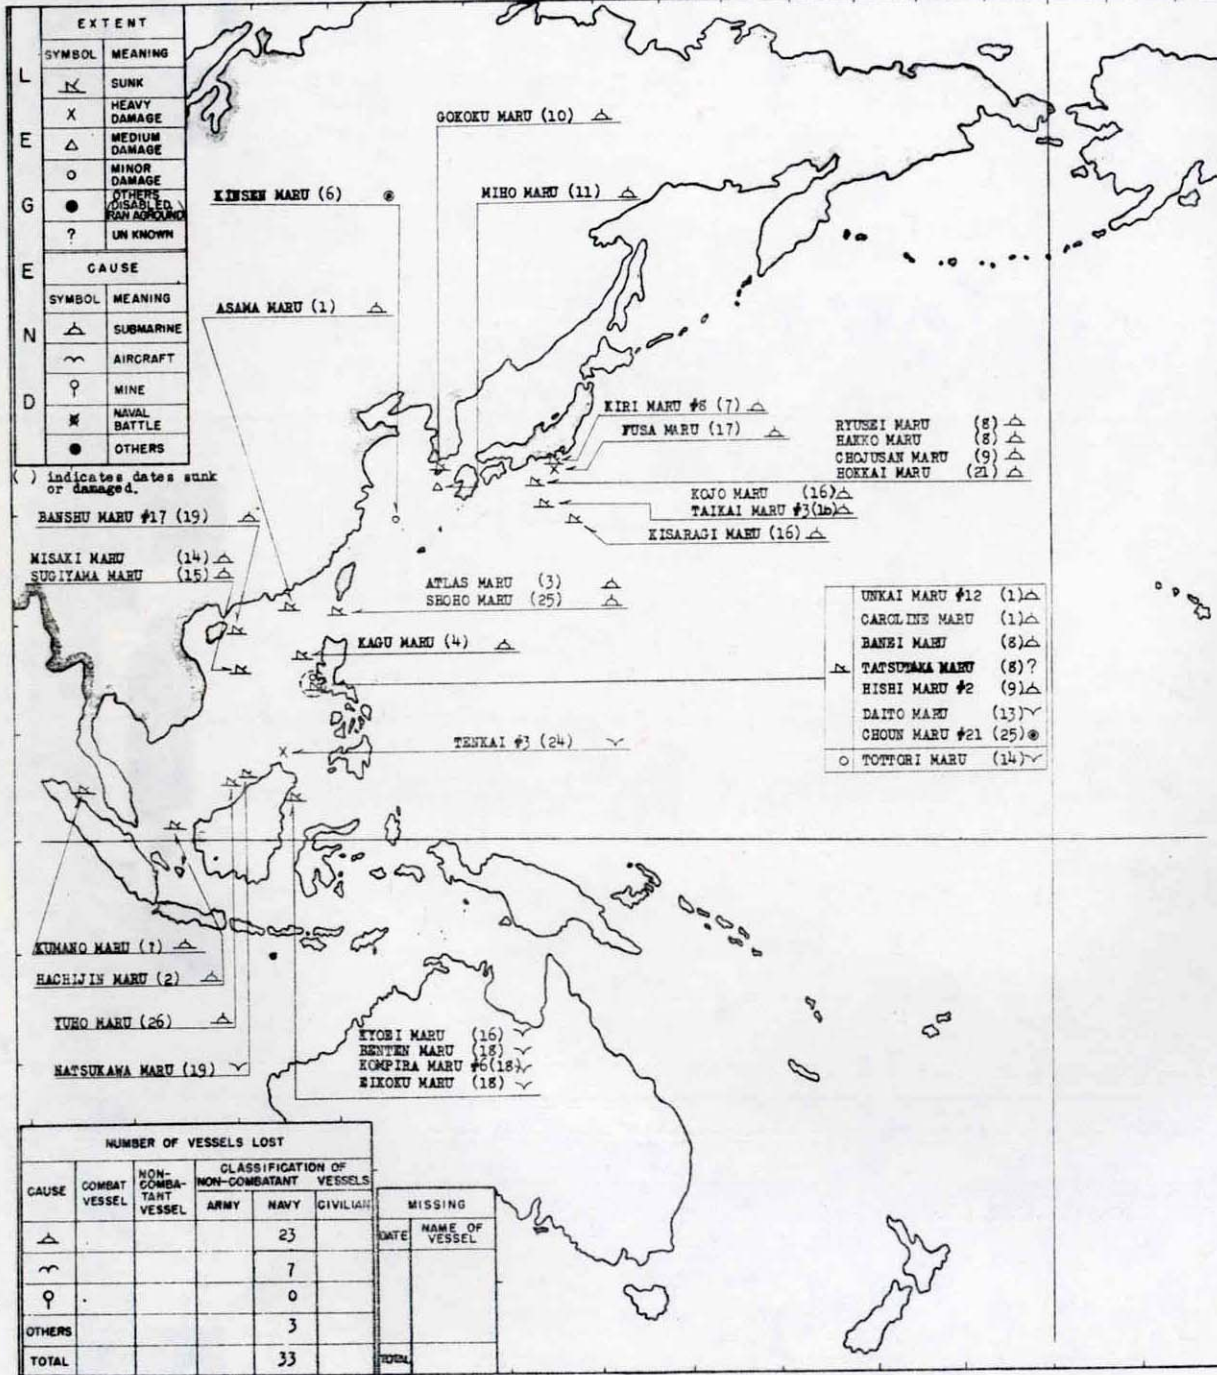 LEGEND
EXTENT
SYMBOL MEANING
SUNK
X HEAVY DAMAGE
MEDIUM DAMAGE
MINOR DAMAGE
OTHERS (DISABLED, RAN AGROUND)
? UN KNOWN
CAUSE
SYMBOL MEANING
SUBMARINE
AIRCRAFT
MINE
NAVAL BATTLE
OTHERS
( ) indicates dates sunk
or damaged.
GOKOKU MARU (10)
KINSEN MARU (6)
MIHO MARU (11)
ASAMA MARU (1)
KIRI MARU #8 (7)
FUSA MARU (17)
RYUSEI MARU (8)
HAKKO MARU (8)
CHOJUSAN MARU (9)
HOKKAI MARU (21)
KOJO MARU (16)
TAIKAI MARU #3(16)
KISARAGI MARU (16)
BANSHU MARU #17 (19)
MISAKI MARU (14)
SUGIYAMA MARU (15)
ATLAS MARU (3)
SHOHO MARU (25)
KAGU MARU (4)
UNKAI MARU #12 (1)
CAROLINE MARU (1)
BANEI MARU (8)
TATSUTAKA MARU (8)?
HISHI MARU #2 (9)
DAITO MARU (13)
CHOUN MARU #21 (25)
TOTTORI MARU (14)
TENKAI #3 (24)
KUMANO MARU (?)
HACHIJIN MARU (2)
YUHO MARU (26)
NATSUKAWA MARU (19)
KYOEI MARU (16)
BENTEN MARU (18)
KOMPIRA MARU #6(18)
EIKOKU MARU (18)
NUMBER OF VESSELS LOST
CAUSE COMBAT VESSEL NON-COMBA-TANT VESSEL CLASSIFICATION OF NON-COMBATANT VESSELS
ARMY NAVY CIVILIAN
23
7
0
OTHERS 3
TOTAL 33
MISSING
DATE NAME OF VESSEL
TOTAL